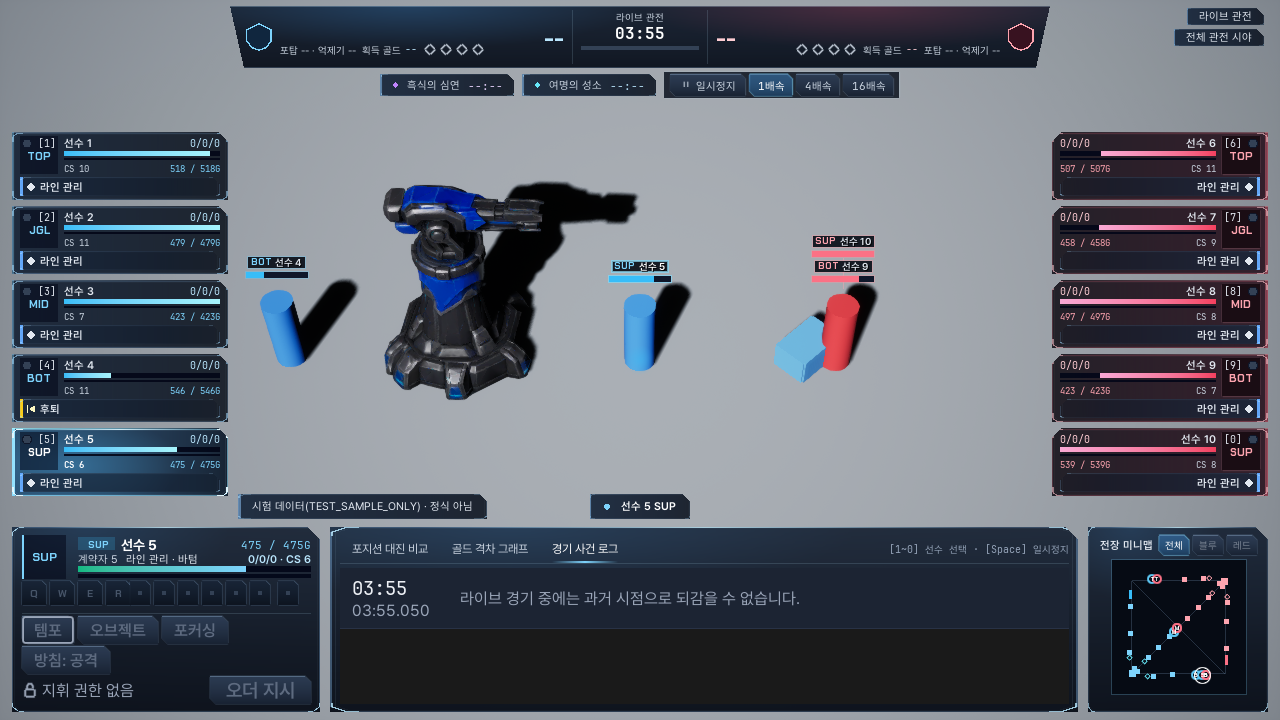 라이브 관전
03:55
포탑 -- · 억제기 -- 획득 골드 --
--
--
획득 골드 -- 포탑 -- · 억제기 --
라이브 관전
전체 관전 시야
흑식의 심연 --:--
여명의 성소 --:--
일시정지
1배속
4배속
16배속
[1] 선수 1 0/0/0
TOP
CS 10 518 / 518G
라인 관리
[2] 선수 2 0/0/0
JGL
CS 11 479 / 479G
라인 관리
[3] 선수 3 0/0/0
MID
CS 7 423 / 423G
라인 관리
[4] 선수 4 0/0/0
BOT
CS 11 546 / 546G
후퇴
[5] 선수 5 0/0/0
SUP
CS 6 475 / 475G
라인 관리
BOT 선수 4
SUP 선수 5
SUP 선수 10
BOT 선수 9
0/0/0 선수 6 [6]
TOP
507 / 507G CS 11
라인 관리
0/0/0 선수 7 [7]
JGL
458 / 458G CS 9
라인 관리
0/0/0 선수 8 [8]
MID
497 / 497G CS 8
라인 관리
0/0/0 선수 9 [9]
BOT
423 / 423G CS 7
라인 관리
0/0/0 선수 10 [0]
SUP
539 / 539G CS 8
라인 관리
시험 데이터(TEST_SAMPLE_ONLY) · 정식 아님
선수 5 SUP
SUP
SUP 선수 5 475 / 475G
계약자 5 라인 관리 · 바텀 0/0/0 · CS 6
Q W E R
템포
오브젝트
포커싱
방침: 공격
지휘 권한 없음
오더 지시
포지션 대진 비교
골드 격차 그래프
경기 사건 로그
[1~0] 선수 선택 · [Space] 일시정지
03:55
03:55.050
라이브 경기 중에는 과거 시점으로 되감을 수 없습니다.
전장 미니맵
전체
블루
레드